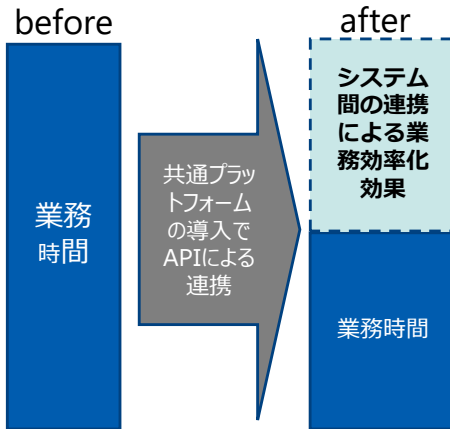 before
after
業務
時間
共通プラッ
トフォーム
の導入で
APIによる
連携
システム
間の連携
による業
務効率化
効果
業務時間